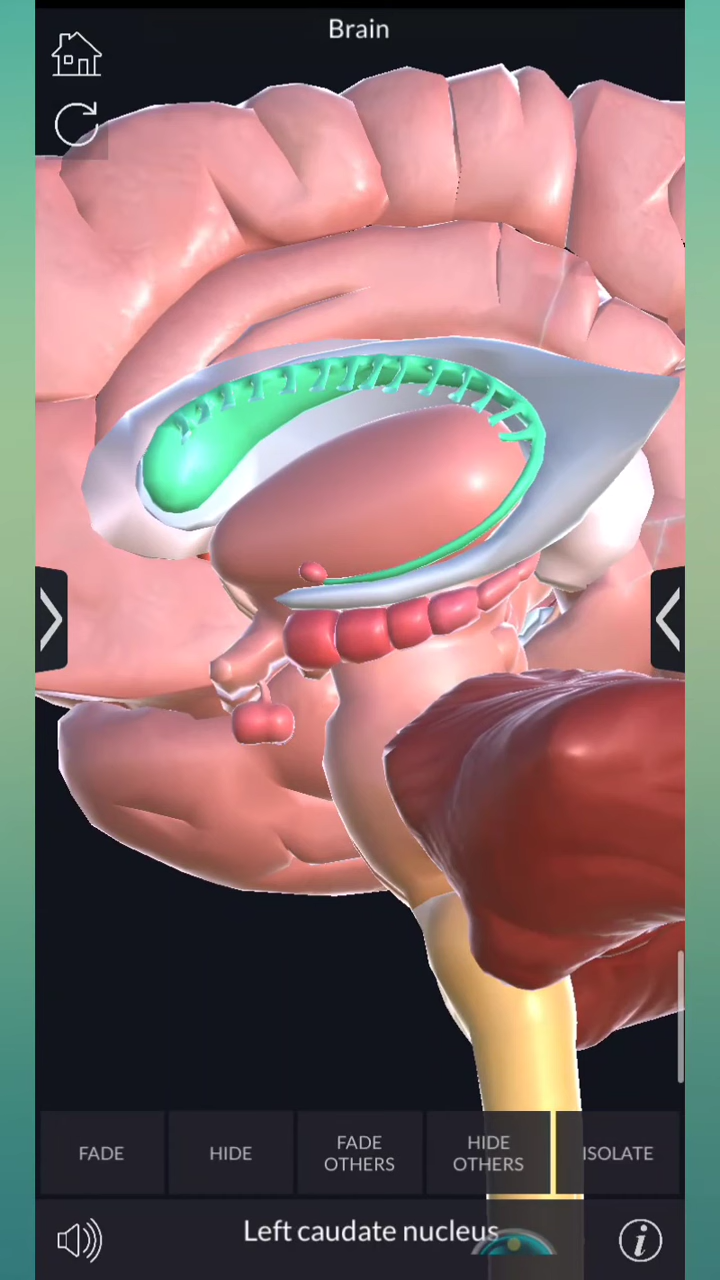 Brain
FADE
HIDE
FADE
OTHERS
HIDE
OTHERS
ISOLATE
Left caudate nucleus
i